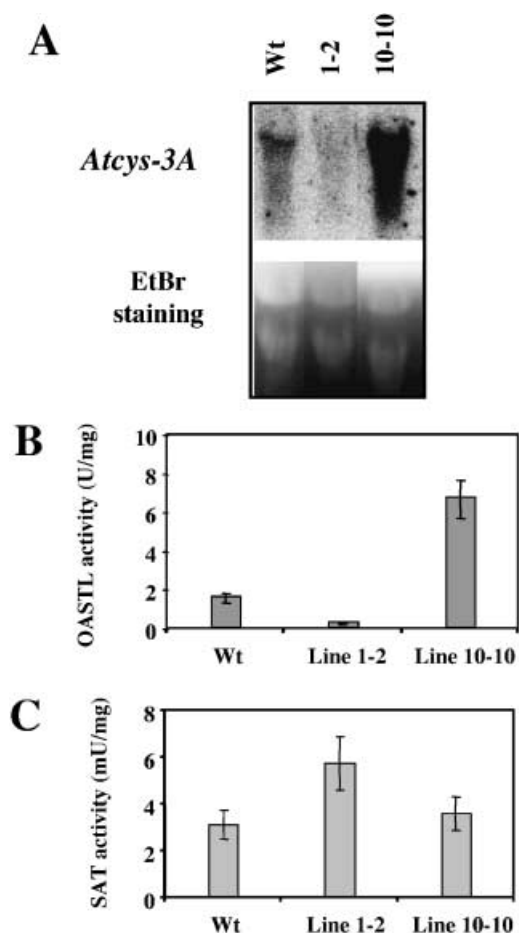 A
Wt 1-2 10-10
Atcys-3A
EtBr
staining
B
OASTL activity (U/mg)
10
8
6
4
2
0
Wt Line 1-2 Line 10-10
C
SAT activity (mU/mg)
8
6
4
2
0
Wt Line 1-2 Line 10-10